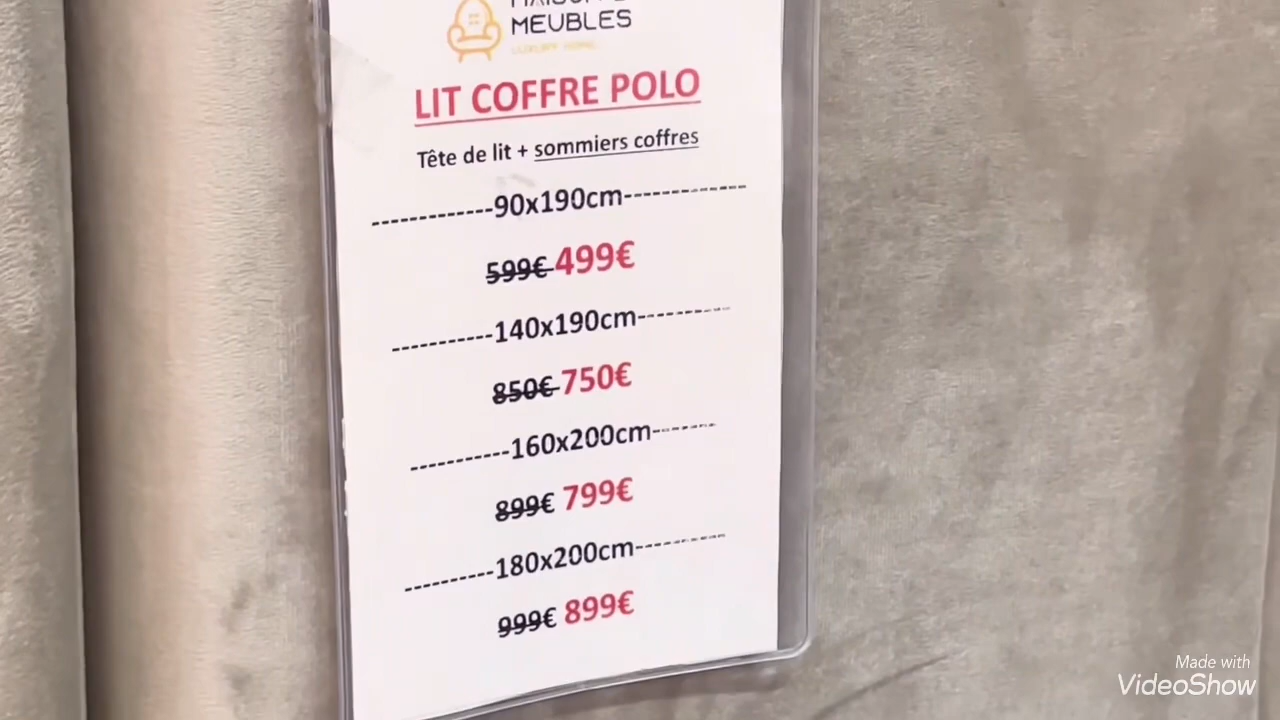 MEUBLES
LIT COFFRE POLO
Tête de lit + sommiers coffres
-------------90x190cm-------------
599€ 499€
-----------140x190cm----------
850€ 750€
----------160x200cm-------
899€ 799€
----------180x200cm----------
999€ 899€
Made with
VideoShow